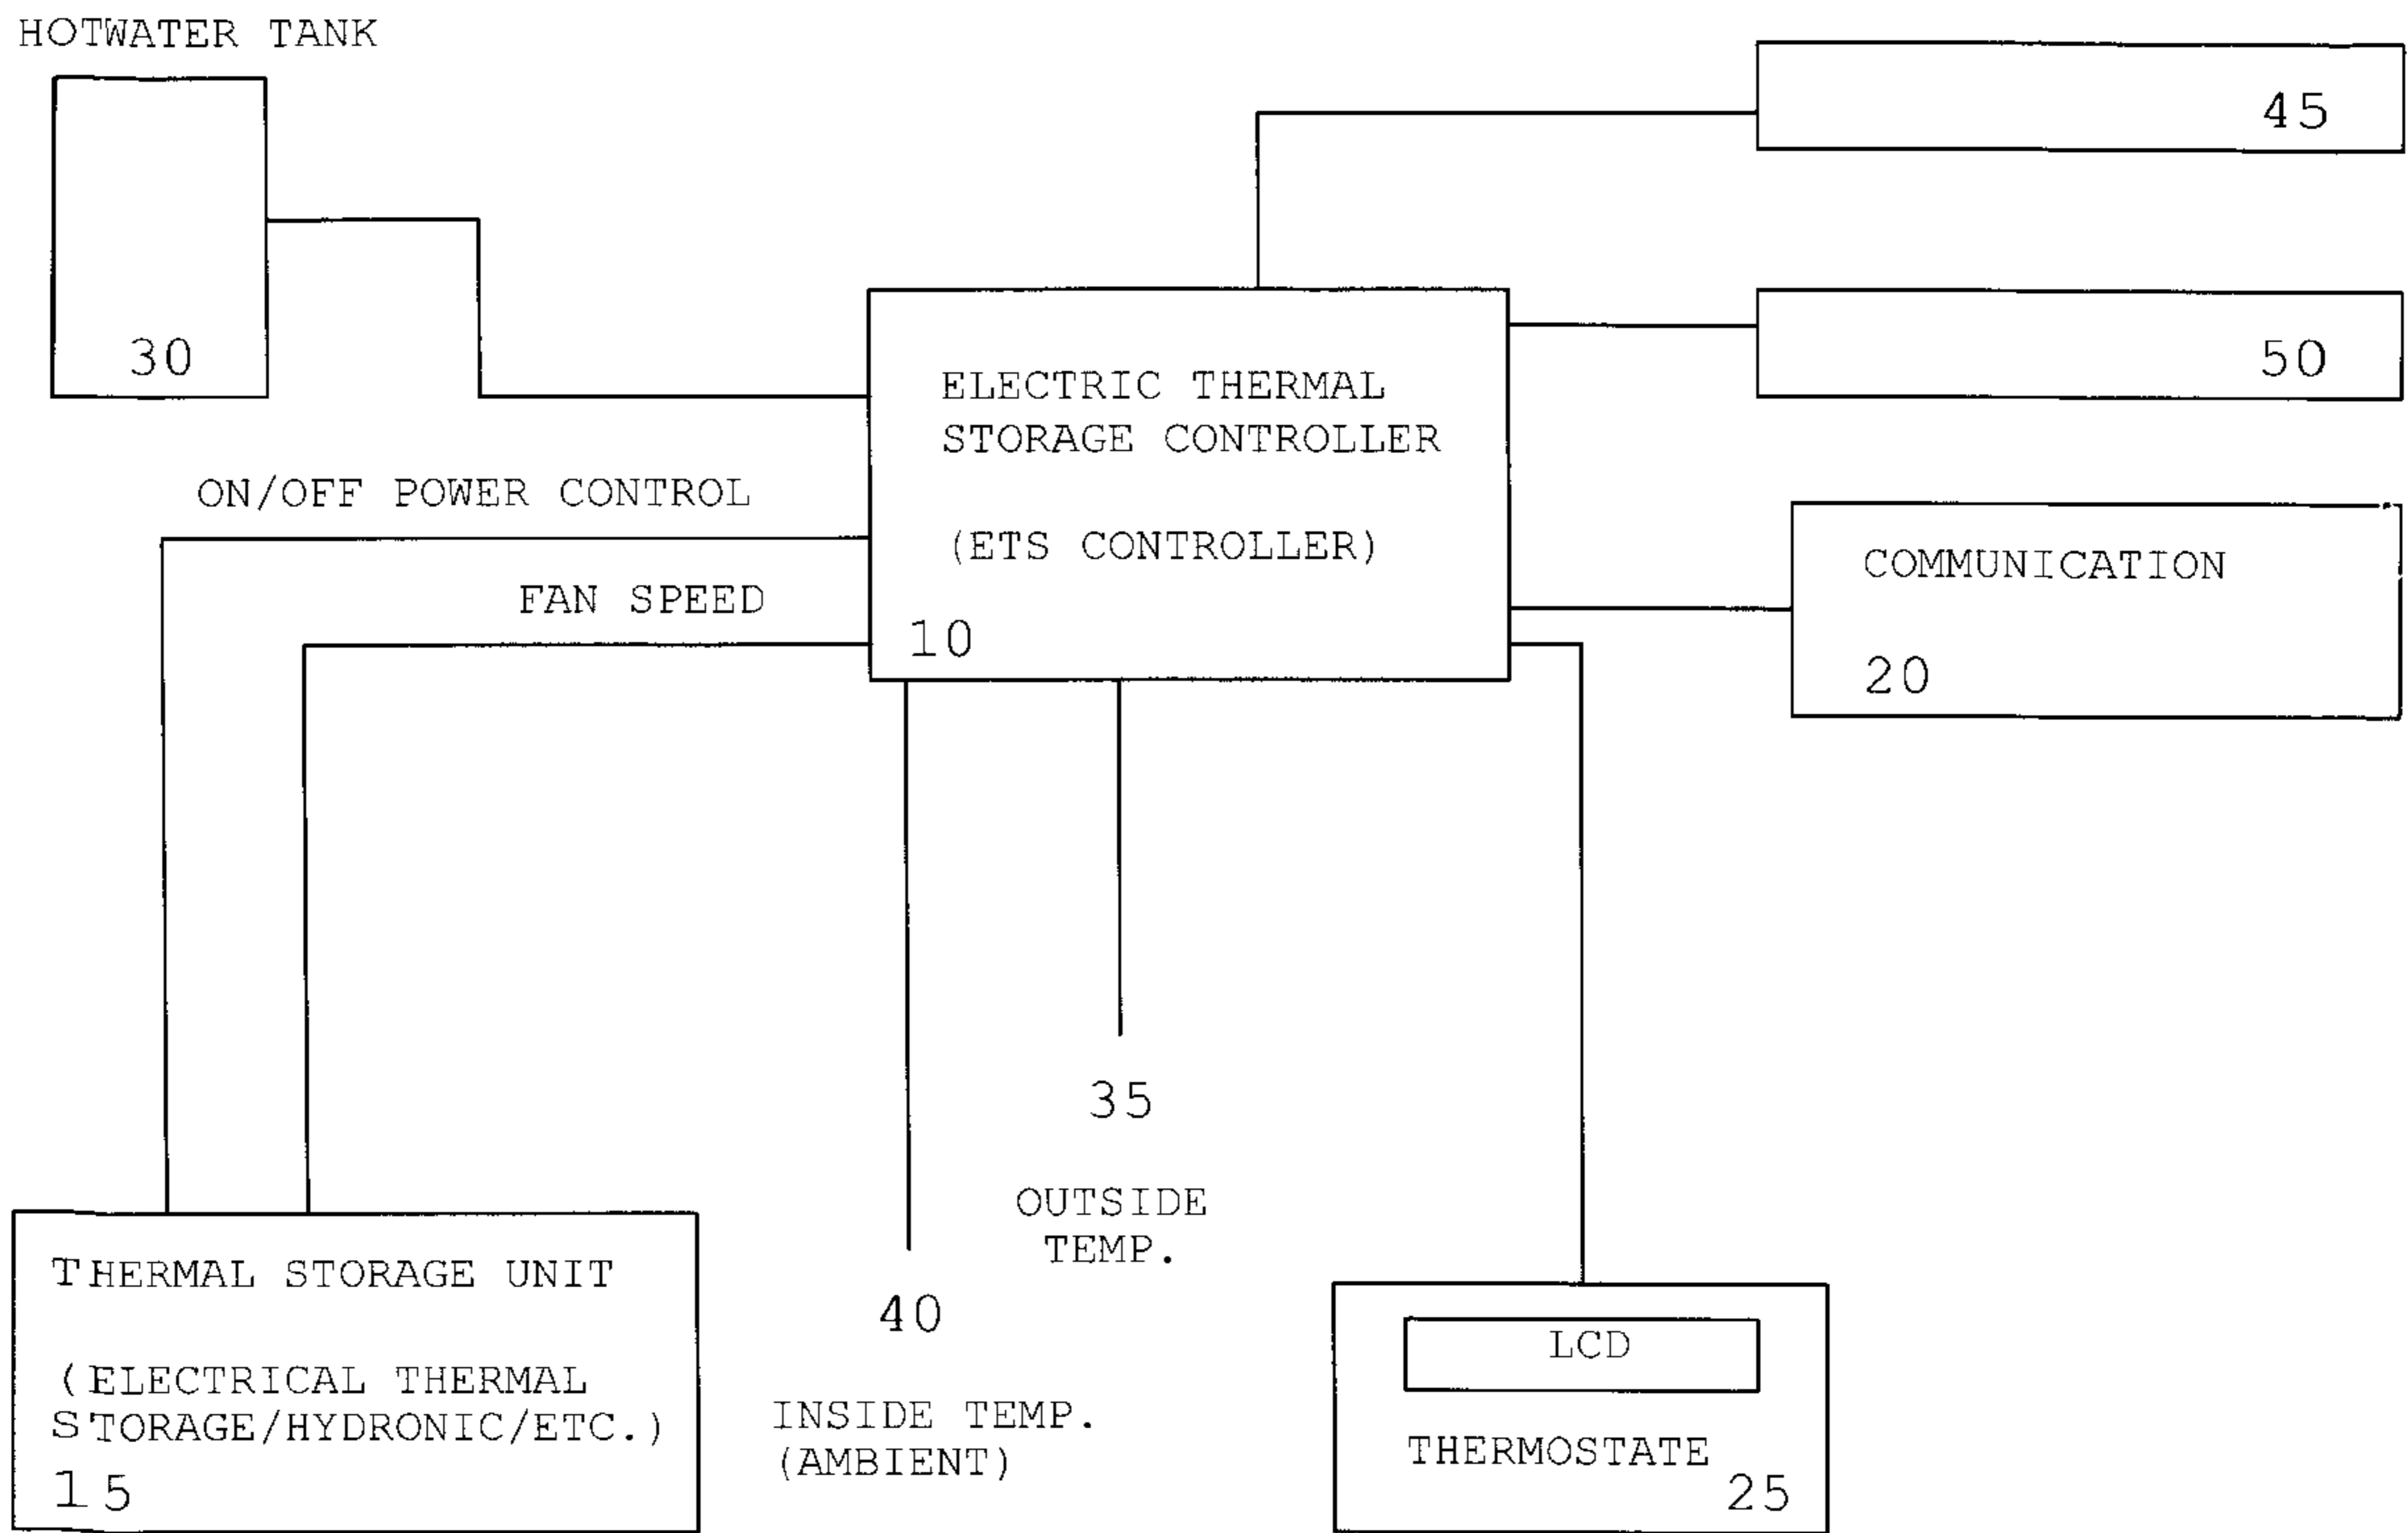 HOTWATER TANK
30
45
50
ELECTRIC THERMAL
STORAGE CONTROLLER
(ETS CONTROLLER)
10
ON/OFF POWER CONTROL
FAN SPEED
COMMUNICATION
20
35
OUTSIDE
TEMP.
40
INSIDE TEMP.
(AMBIENT)
THERMAL STORAGE UNIT
(ELECTRICAL THERMAL
STORAGE/HYDRONIC/ETC.)
15
LCD
THERMOSTATE
25